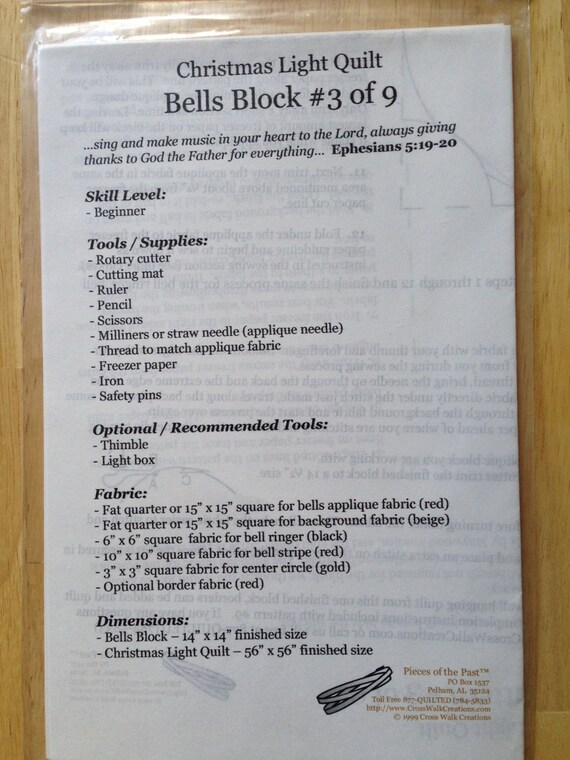 Christmas Light Quilt
Bells Block #3 of 9
...sing and make music in your heart to the Lord, always giving
thanks to God the Father for everything... Ephesians 5:19-20
Skill Level:
- Beginner
Tools / Supplies:
- Rotary cutter
- Cutting mat
- Ruler
- Pencil
- Scissors
- Milliners or straw needle (applique needle)
- Thread to match applique fabric
- Freezer paper
- Iron
- Safety pins
Optional / Recommended Tools:
- Thimble
- Light box
Fabric:
- Fat quarter or 15” x 15” square for bells applique fabric (red)
- Fat quarter or 15” x 15” square for background fabric (beige)
- 6” x 6” square fabric for bell ringer (black)
- 10” x 10” square fabric for bell stripe (red)
- 3” x 3” square fabric for center circle (gold)
- Optional border fabric (red)
Dimensions:
- Bells Block – 14” x 14” finished size
- Christmas Light Quilt – 56” x 56” finished size
Pieces of the Past™
PO Box 1537
Pelham, AL 35124
Toll Free 877-QUILTED (784-5833)
http://www.CrossWalkCreations.com
© 1999 Cross Walk Creations